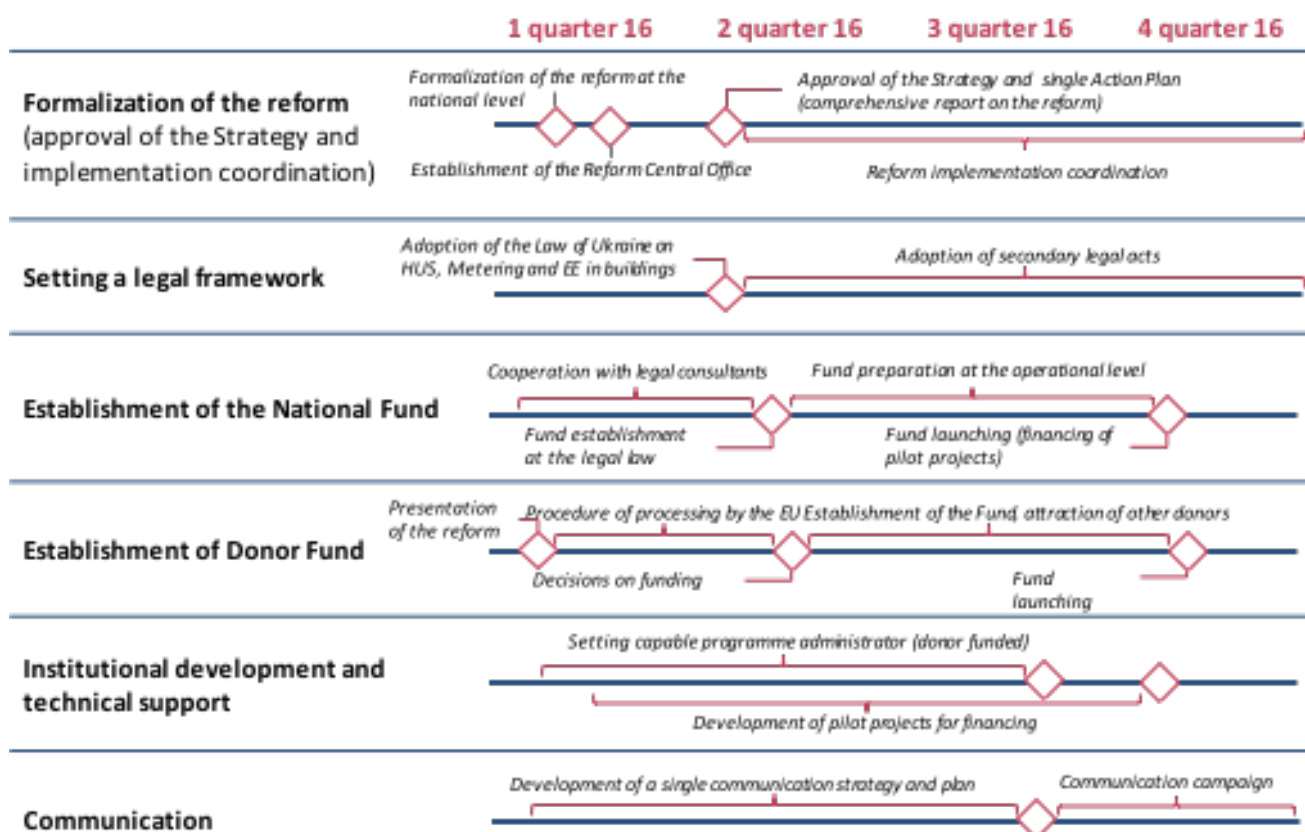 1 quarter 16
2 quarter 16
3 quarter 16
4 quarter 16
Formalization of the reform
(approval of the Strategy and
implementation coordination)
Formalization of the reform at the
national level
Approval of the Strategy and single Action Plan
(comprehensive report on the reform)
Establishment of the Reform Central Office
Reform implementation coordination
Setting a legal framework
Adoption of the Law of Ukraine on
HUS, Metering and EE in buildings
Adoption of secondary legal acts
Establishment of the National Fund
Cooperation with legal consultants
Fund preparation at the operational level
Fund establishment
at the legal law
Fund launching (financing of
pilot projects)
Establishment of Donor Fund
Presentation
of the reform
Procedure of processing by the EU
Establishment of the Fund, attraction of other donors
Decisions on funding
Fund
launching
Institutional development and
technical support
Setting capable programme administrator (donor funded)
Development of pilot projects for financing
Communication
Development of a single communication strategy and plan
Communication campaign